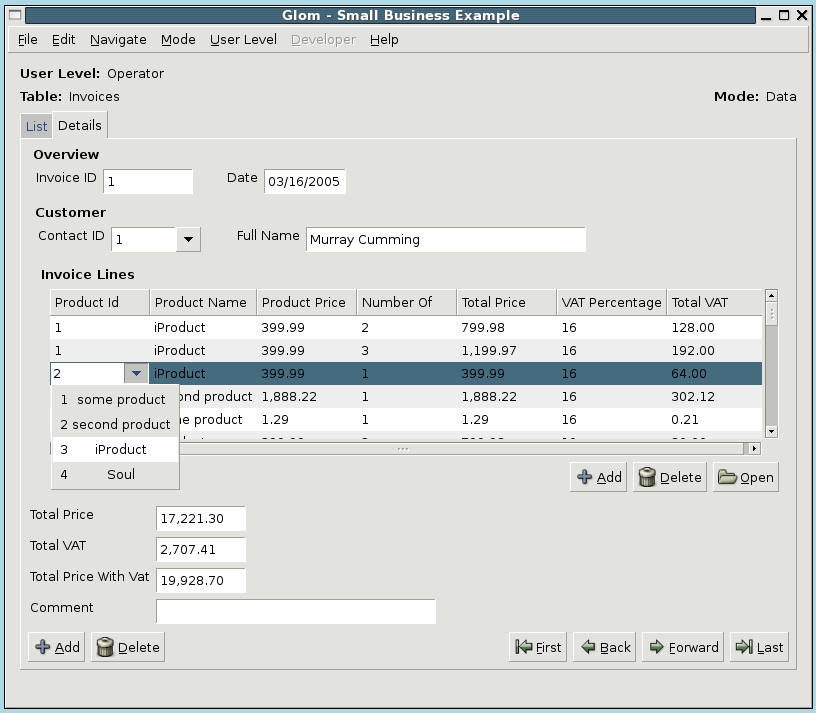 Glom - Small Business Example
File Edit Navigate Mode User Level Developer Help
User Level: Operator
Table: Invoices Mode: Data
List Details
Overview
Invoice ID 1 Date 03/16/2005
Customer
Contact ID 1 Full Name Murray Cumming
Invoice Lines
Product Id Product Name Product Price Number Of Total Price VAT Percentage Total VAT
1 iProduct 399.99 2 799.98 16 128.00
1 iProduct 399.99 3 1,199.97 16 192.00
2 iProduct 399.99 1 399.99 16 64.00
product 1,888.22 1 1,888.22 16 302.12
product 1.29 1 1.29 16 0.21
1 some product
2 second product
3 iProduct
4 Soul
Add Delete Open
Total Price 17,221.30
Total VAT 2,707.41
Total Price With Vat 19,928.70
Comment
Add Delete First Back Forward Last